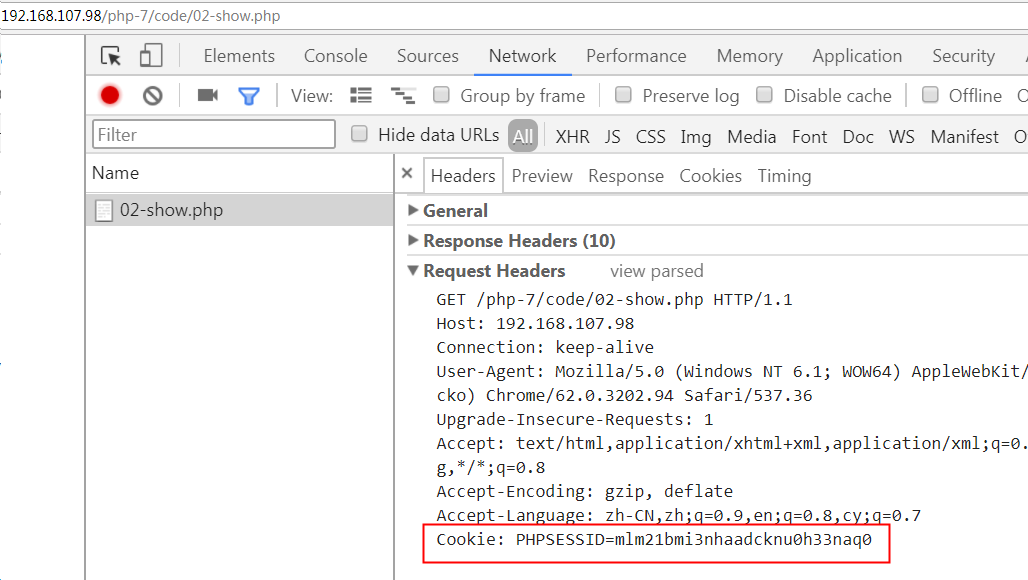 192.168.107.98/php-7/code/02-show.php
Elements Console Sources Network Performance Memory Application Security
View: Group by frame Preserve log Disable cache Offline
Filter Hide data URLs All XHR JS CSS Img Media Font Doc WS Manifest
Name
Headers Preview Response Cookies Timing
02-show.php
General
Response Headers (10)
Request Headers view parsed
GET /php-7/code/02-show.php HTTP/1.1
Host: 192.168.107.98
Connection: keep-alive
User-Agent: Mozilla/5.0 (Windows NT 6.1; WOW64) AppleWebKit/
cko) Chrome/62.0.3202.94 Safari/537.36
Upgrade-Insecure-Requests: 1
Accept: text/html,application/xhtml+xml,application/xml;q=0.
g,*/*;q=0.8
Accept-Encoding: gzip, deflate
Accept-Language: zh-CN,zh;q=0.9,en;q=0.8,cy;q=0.7
Cookie: PHPSESSID=mlm21bmi3nhaadcknu0h33naq0